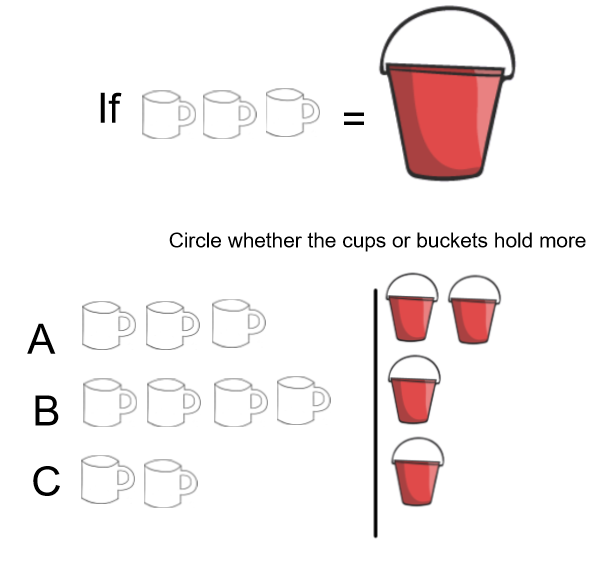 If =
Circle whether the cups or buckets hold more
A
B
C